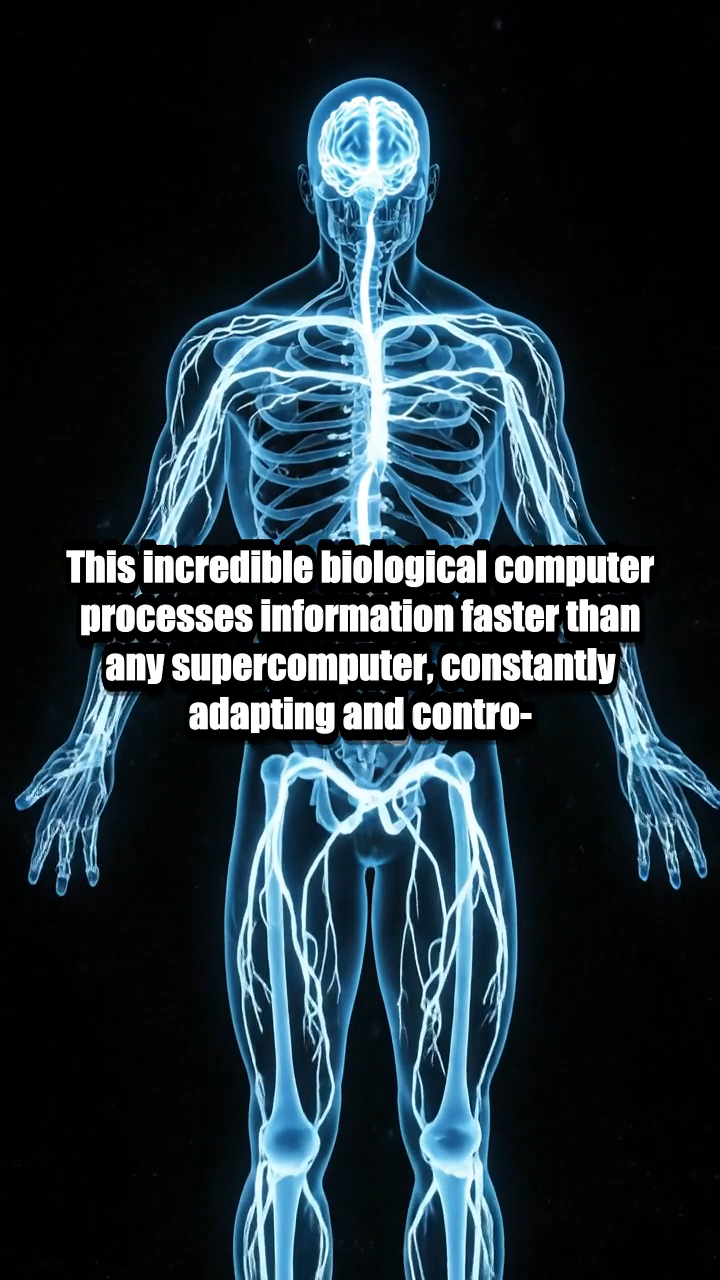 This incredible biological computer
processes information faster than
any supercomputer, constantly
adapting and contro-